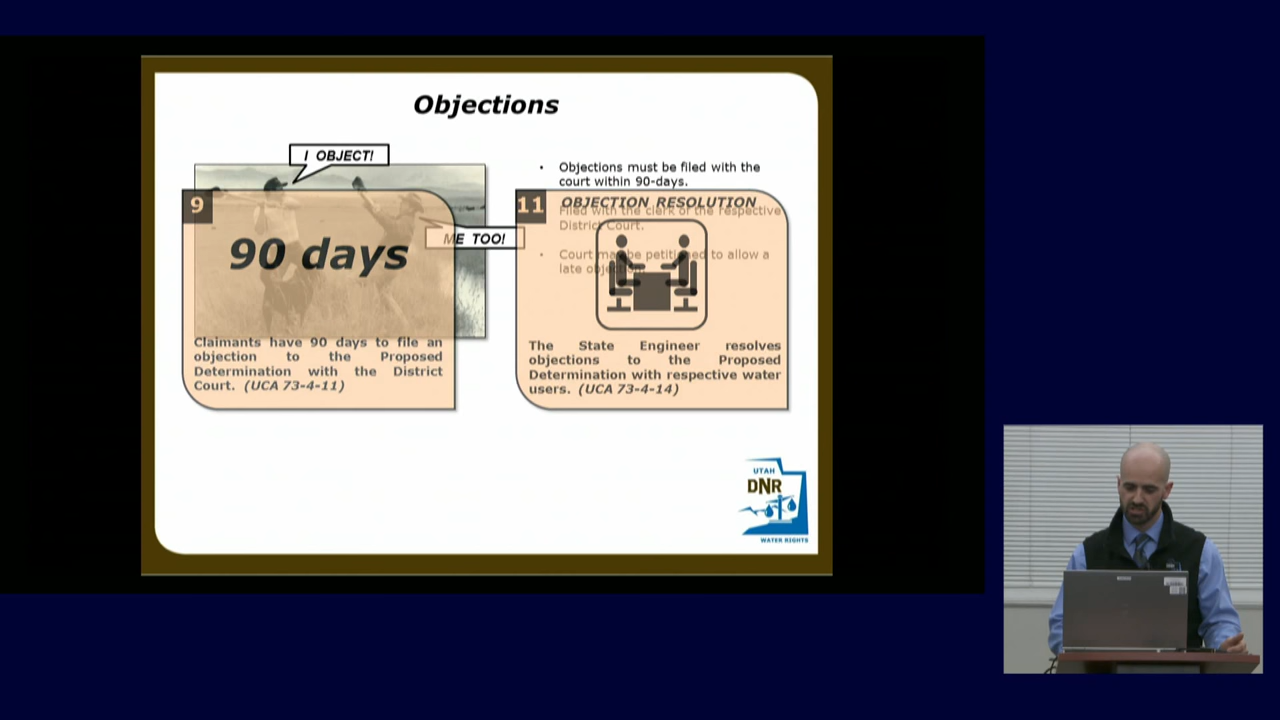 Objections
I OBJECT!
ME TOO!
9
90 days
Claimants have 90 days to file an
objection to the Proposed
Determination with the District
Court. (UCA 73-4-11)
• Objections must be filed with the
court within 90-days.
Filed with the clerk of the respective
District Court.
• Court may be petitioned to allow a
late objection.
11
OBJECTION RESOLUTION
The State Engineer resolves
objections to the Proposed
Determination with respective water
users. (UCA 73-4-14)
UTAH
DNR
WATER RIGHTS